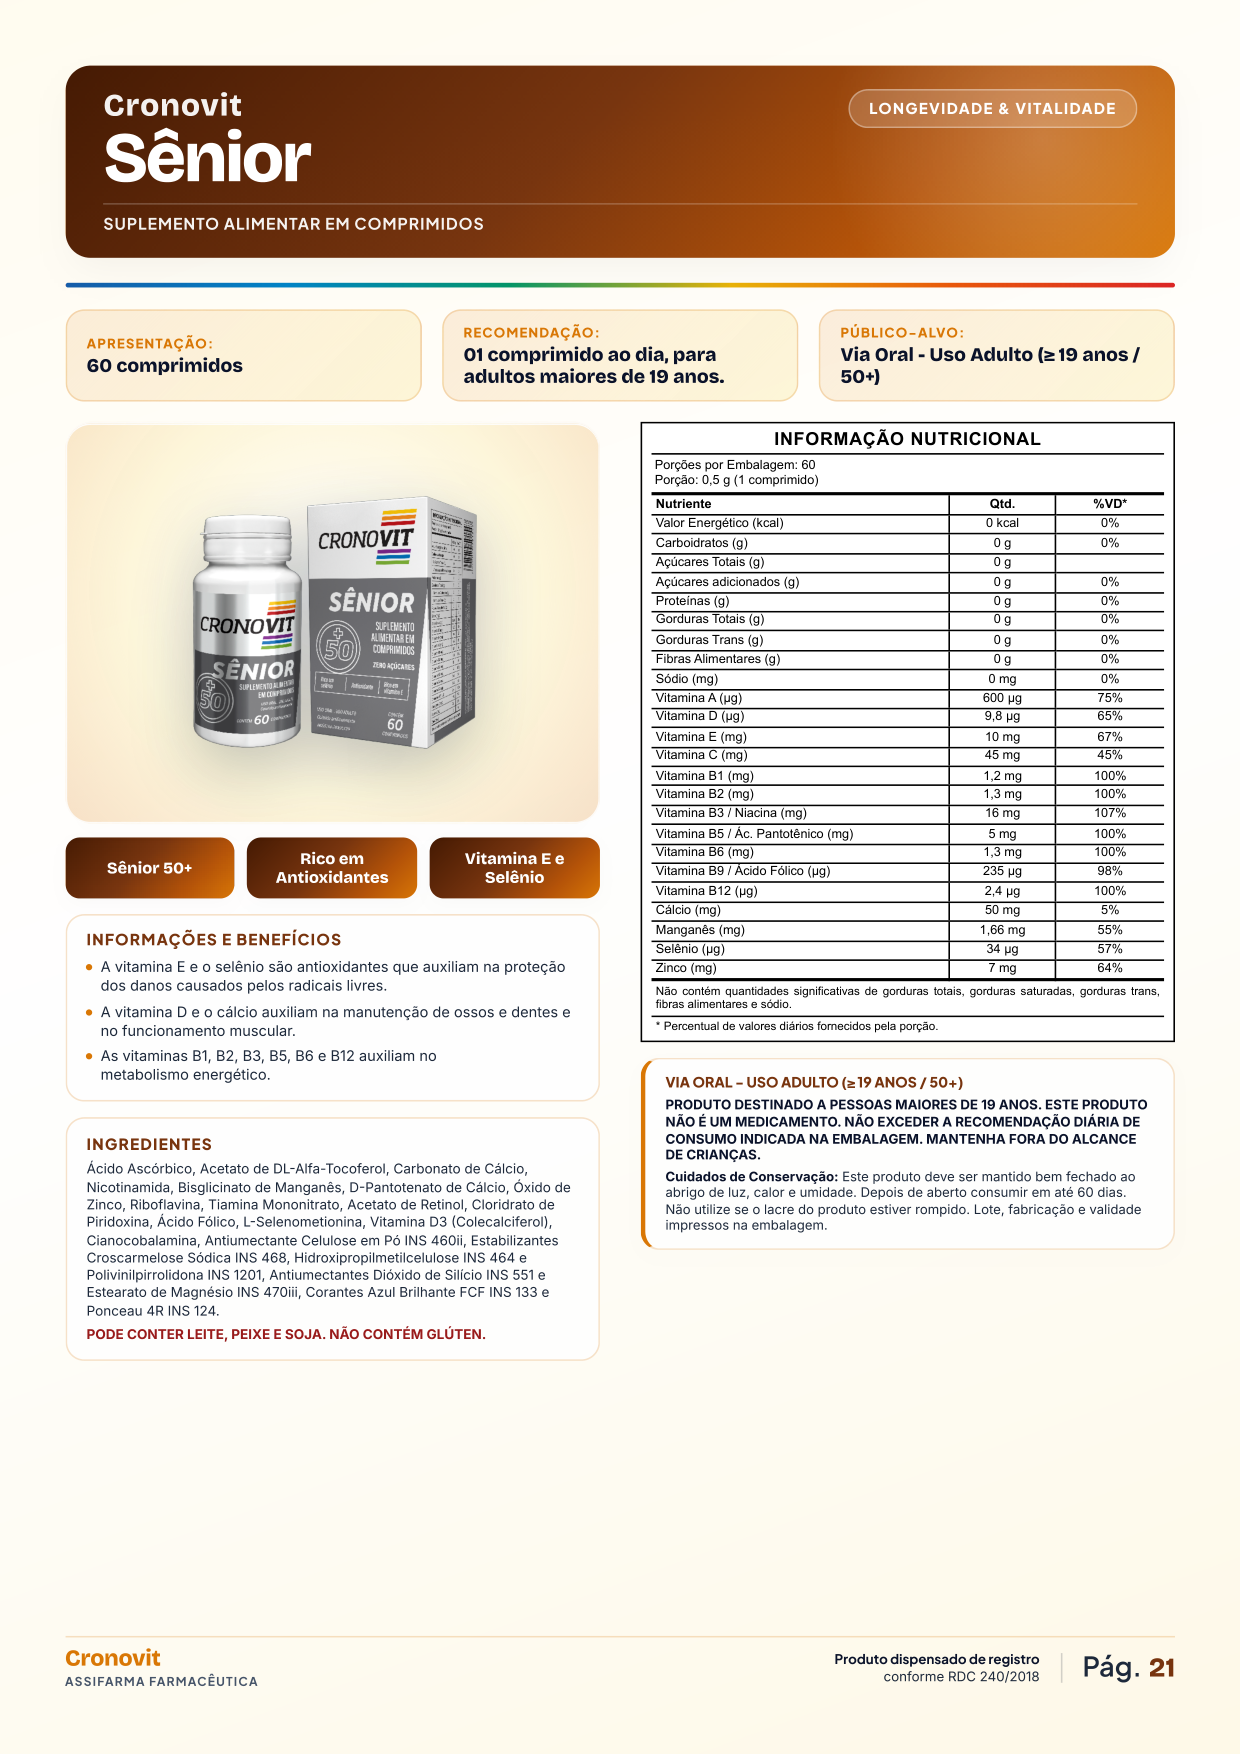 Cronovit
Sênior
LONGEVIDADE & VITALIDADE
SUPLEMENTO ALIMENTAR EM COMPRIMIDOS
APRESENTAÇÃO:
60 comprimidos
RECOMENDAÇÃO:
01 comprimido ao dia, para
adultos maiores de 19 anos.
PÚBLICO-ALVO:
Via Oral - Uso Adulto (≥ 19 anos /
50+)
CRONOVIT
SÊNIOR
+50
SUPLEMENTO ALIMENTAR
EM COMPRIMIDOS
CONTÉM 60 COMPRIMIDOS
CRONOVIT
SÊNIOR
+50
SUPLEMENTO
ALIMENTAR EM
COMPRIMIDOS
ZERO AÇÚCARES
Rico em
selênio
Antioxidante
Rico em
vitamina E
CONTÉM
60
COMPRIMIDOS
Sênior 50+
Rico em
Antioxidantes
Vitamina E e
Selênio
INFORMAÇÕES E BENEFÍCIOS
• A vitamina E e o selênio são antioxidantes que auxiliam na proteção
dos danos causados pelos radicais livres.
• A vitamina D e o cálcio auxiliam na manutenção de ossos e dentes e
no funcionamento muscular.
• As vitaminas B1, B2, B3, B5, B6 e B12 auxiliam no
metabolismo energético.
INGREDIENTES
Ácido Ascórbico, Acetato de DL-Alfa-Tocoferol, Carbonato de Cálcio,
Nicotinamida, Bisglicinato de Manganês, D-Pantotenato de Cálcio, Óxido de
Zinco, Riboflavina, Tiamina Mononitrato, Acetato de Retinol, Cloridrato de
Piridoxina, Ácido Fólico, L-Selenometionina, Vitamina D3 (Colecalciferol),
Cianocobalamina, Antiumectante Celulose em Pó INS 460ii, Estabilizantes
Croscarmelose Sódica INS 468, Hidroxipropilmetilcelulose INS 464 e
Polivinilpirrolidona INS 1201, Antiumectantes Dióxido de Silício INS 551 e
Estearato de Magnésio INS 470iii, Corantes Azul Brilhante FCF INS 133 e
Ponceau 4R INS 124.
PODE CONTER LEITE, PEIXE E SOJA. NÃO CONTÉM GLÚTEN.
INFORMAÇÃO NUTRICIONAL
Porções por Embalagem: 60
Porção: 0,5 g (1 comprimido)
Nutriente Qtd. %VD*
Valor Energético (kcal) 0 kcal 0%
Carboidratos (g) 0 g 0%
Açúcares Totais (g) 0 g
Açúcares adicionados (g) 0 g 0%
Proteínas (g) 0 g 0%
Gorduras Totais (g) 0 g 0%
Gorduras Trans (g) 0 g 0%
Fibras Alimentares (g) 0 g 0%
Sódio (mg) 0 mg 0%
Vitamina A (µg) 600 µg 75%
Vitamina D (µg) 9,8 µg 65%
Vitamina E (mg) 10 mg 67%
Vitamina C (mg) 45 mg 45%
Vitamina B1 (mg) 1,2 mg 100%
Vitamina B2 (mg) 1,3 mg 100%
Vitamina B3 / Niacina (mg) 16 mg 107%
Vitamina B5 / Ác. Pantotênico (mg) 5 mg 100%
Vitamina B6 (mg) 1,3 mg 100%
Vitamina B9 / Ácido Fólico (µg) 235 µg 98%
Vitamina B12 (µg) 2,4 µg 100%
Cálcio (mg) 50 mg 5%
Manganês (mg) 1,66 mg 55%
Selênio (µg) 34 µg 57%
Zinco (mg) 7 mg 64%
Não contém quantidades significativas de gorduras totais, gorduras saturadas, gorduras trans,
fibras alimentares e sódio.
* Percentual de valores diários fornecidos pela porção.
VIA ORAL – USO ADULTO (≥ 19 ANOS / 50+)
PRODUTO DESTINADO A PESSOAS MAIORES DE 19 ANOS. ESTE PRODUTO
NÃO É UM MEDICAMENTO. NÃO EXCEDER A RECOMENDAÇÃO DIÁRIA DE
CONSUMO INDICADA NA EMBALAGEM. MANTENHA FORA DO ALCANCE
DE CRIANÇAS.
Cuidados de Conservação: Este produto deve ser mantido bem fechado ao
abrigo de luz, calor e umidade. Depois de aberto consumir em até 60 dias.
Não utilize se o lacre do produto estiver rompido. Lote, fabricação e validade
impressos na embalagem.
Cronovit
ASSIFARMA FARMACÊUTICA
Produto dispensado de registro
conforme RDC 240/2018
Pág. 21